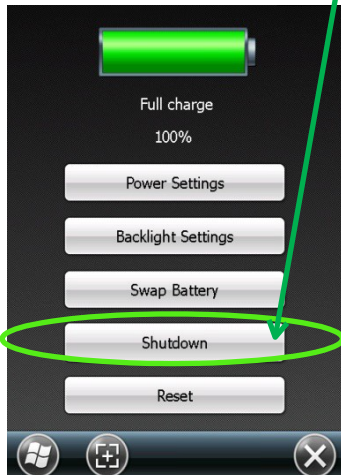 Full charge
100%
Power Settings
Backlight Settings
Swap Battery
Shutdown
Reset